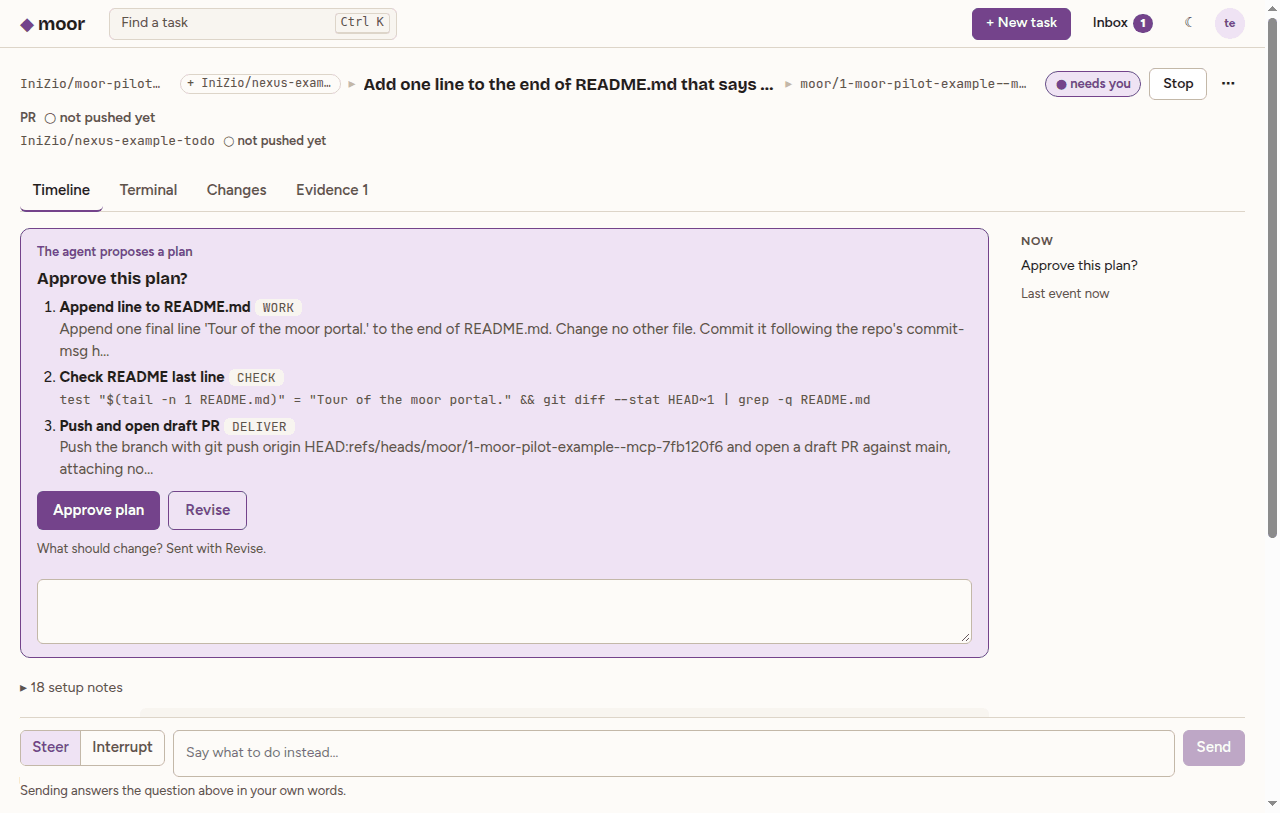 moor
Find a task
Ctrl K
+ New task
Inbox 1
te
IniZio/moor-pilot…
+ IniZio/nexus-exam…
▸ Add one line to the end of README.md that says …
▸ moor/1-moor-pilot-example--m…
needs you
Stop
PR not pushed yet
IniZio/nexus-example-todo not pushed yet
Timeline
Terminal
Changes
Evidence 1
The agent proposes a plan
Approve this plan?
1. Append line to README.md WORK
Append one final line 'Tour of the moor portal.' to the end of README.md. Change no other file. Commit it following the repo's commit-
msg h...
2. Check README last line CHECK
test "$(tail -n 1 README.md)" = "Tour of the moor portal." && git diff --stat HEAD~1 | grep -q README.md
3. Push and open draft PR DELIVER
Push the branch with git push origin HEAD:refs/heads/moor/1-moor-pilot-example--mcp-7fb120f6 and open a draft PR against main,
attaching no...
Approve plan
Revise
What should change? Sent with Revise.
▸ 18 setup notes
NOW
Approve this plan?
Last event now
Steer
Interrupt
Say what to do instead…
Send
Sending answers the question above in your own words.